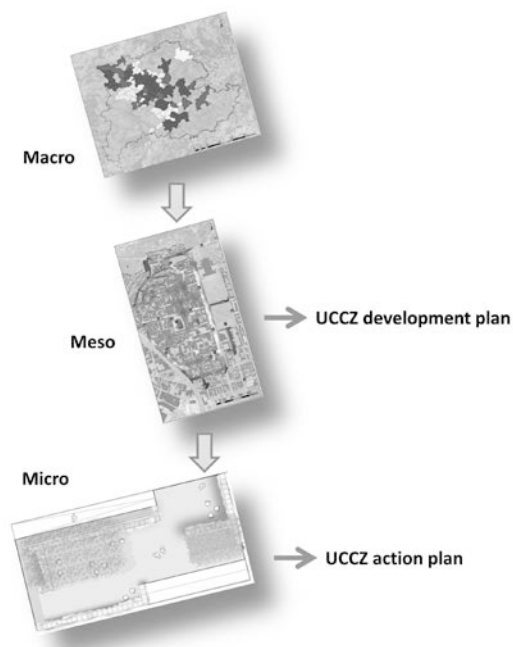 Macro
Meso
UCCZ development plan
Micro
UCCZ action plan